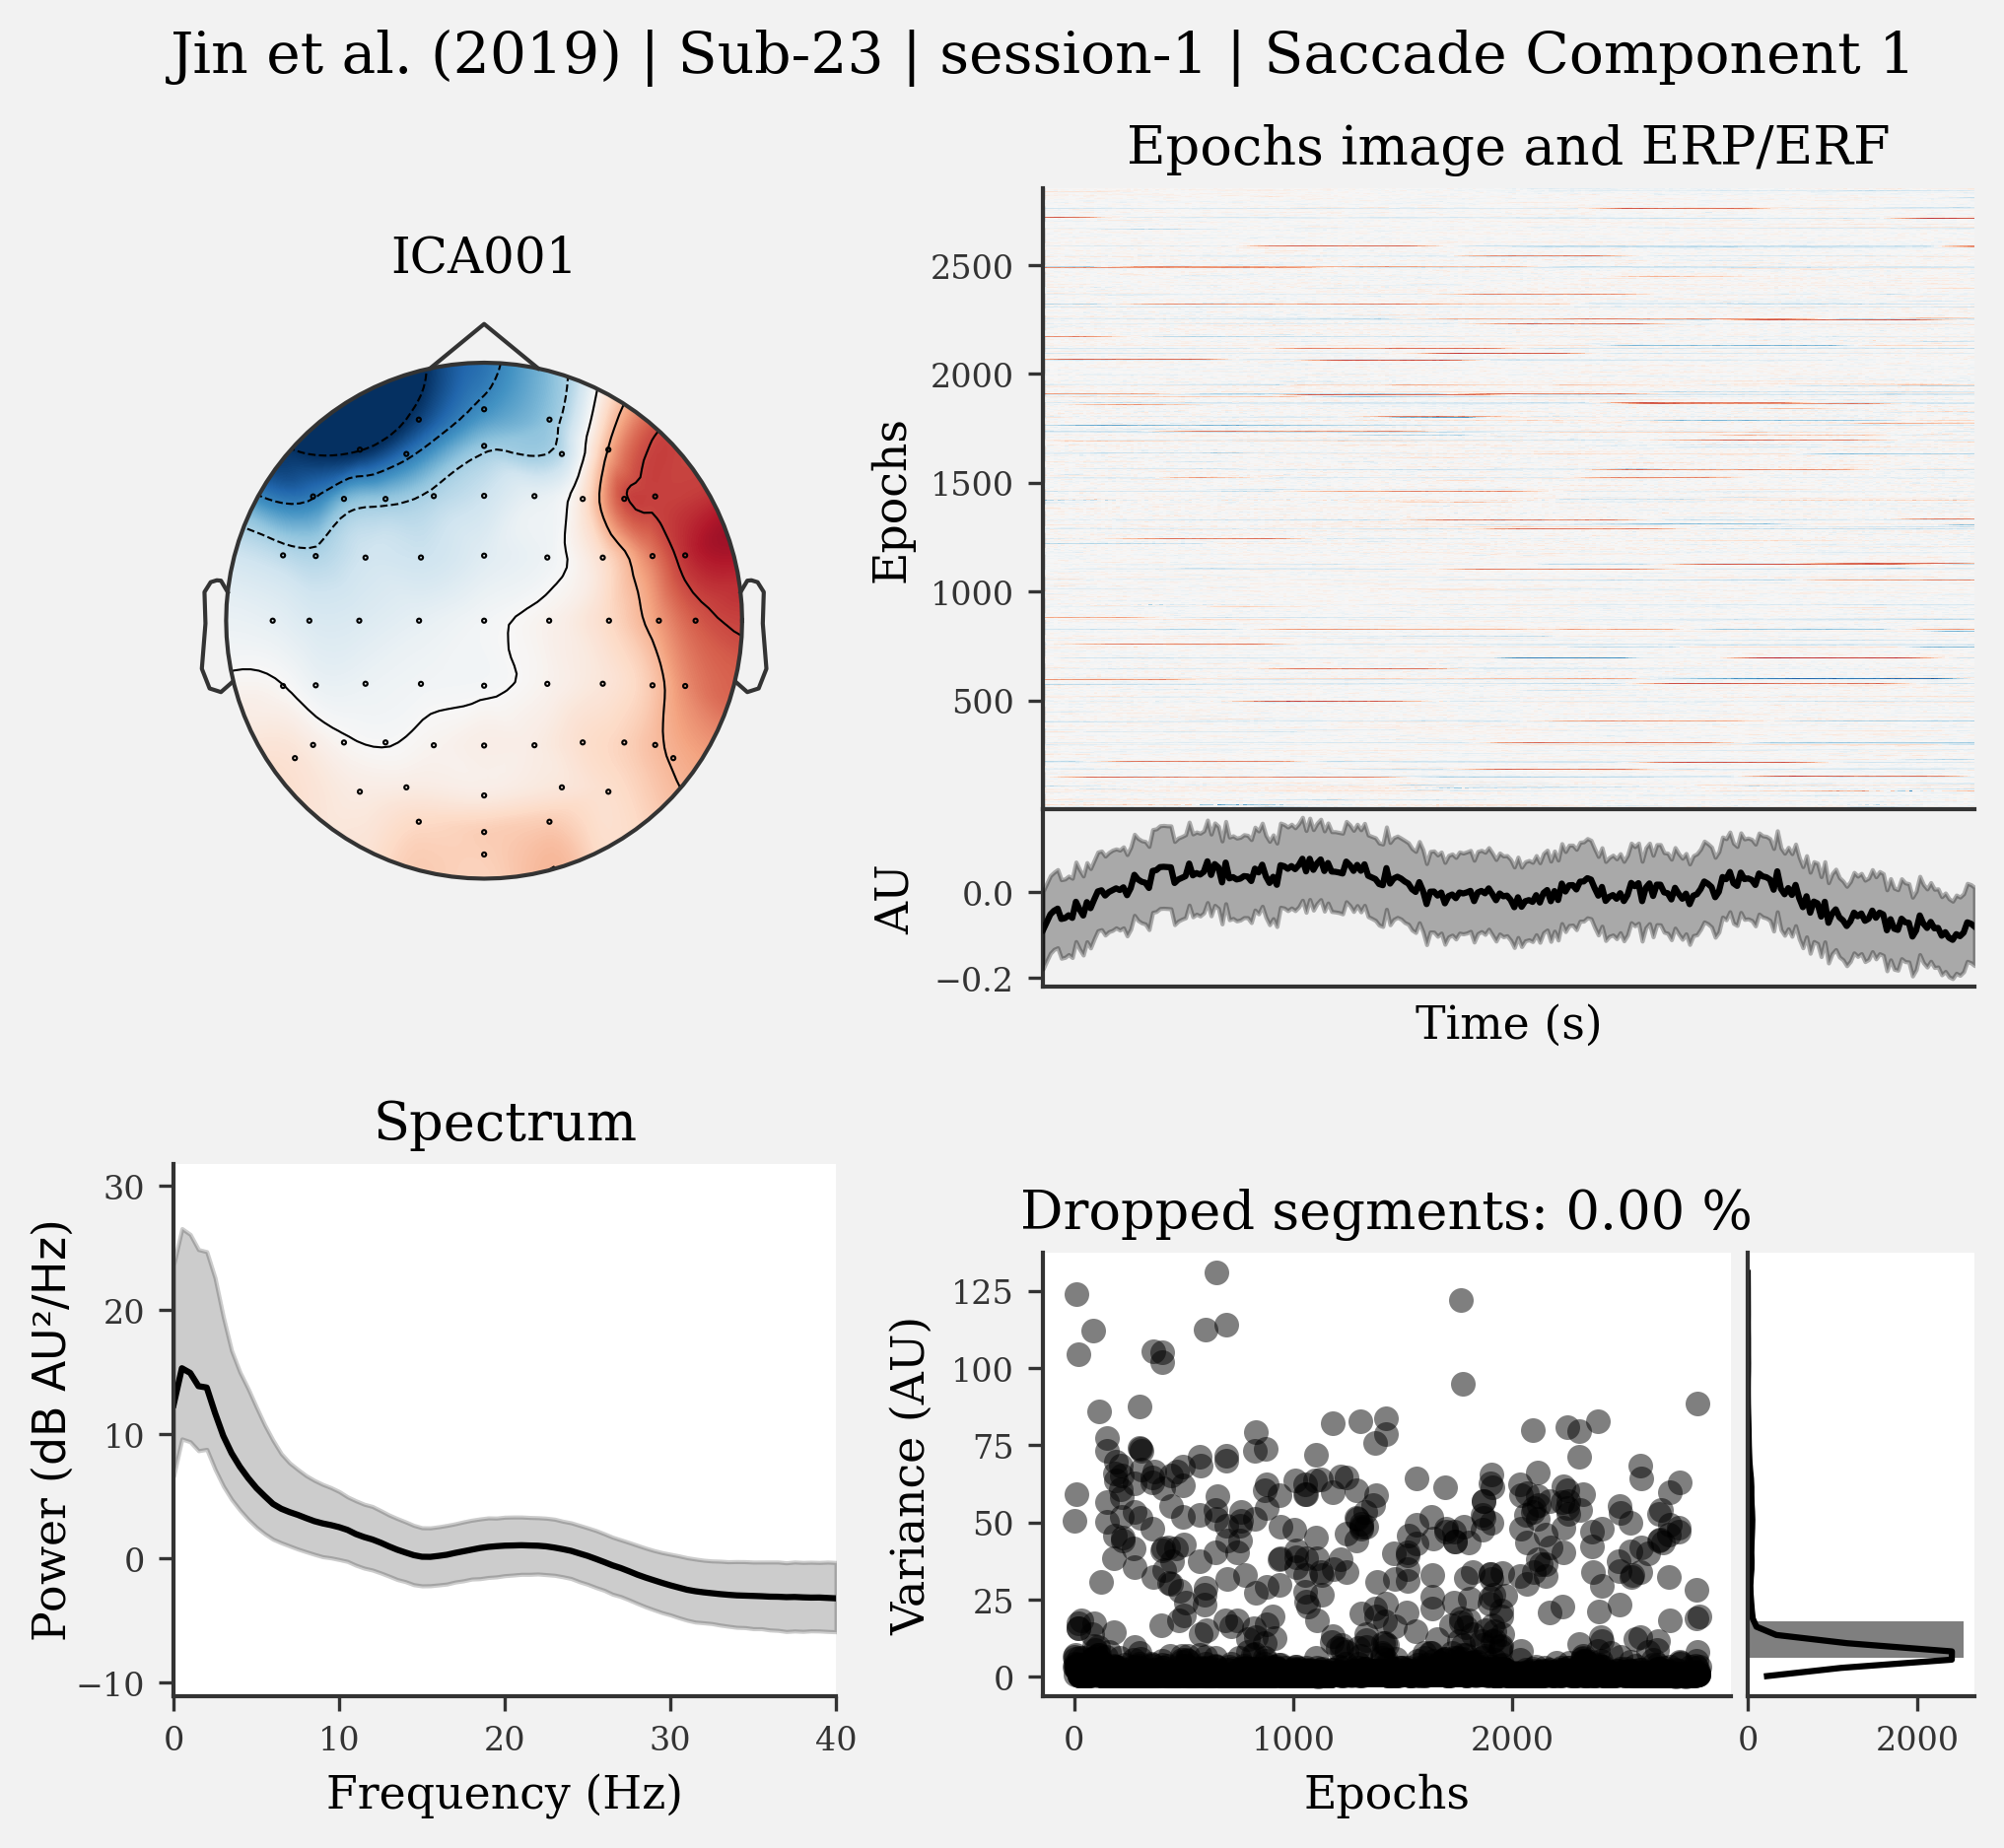 Jin et al. (2019) | Sub-23 | session-1 | Saccade Component 1
ICA001
Epochs image and ERP/ERF
Epochs
2500
2000
1500
1000
500
AU
0.0
−0.2
Time (s)
Spectrum
Power (dB AU²/Hz)
30
20
10
0
−10
0 10 20 30 40
Frequency (Hz)
Dropped segments: 0.00 %
Variance (AU)
125
100
75
50
25
0
0 1000 2000
0 2000
Epochs